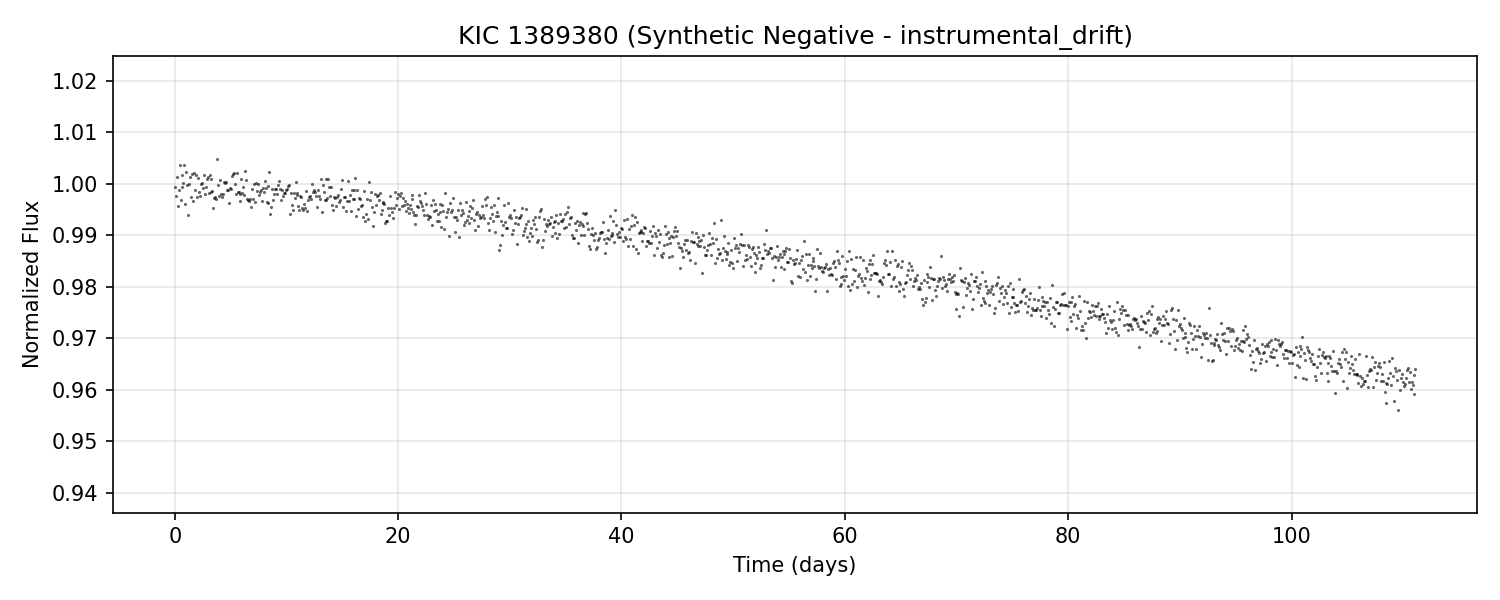 KIC 1389380 (Synthetic Negative - instrumental_drift)
Normalized Flux
1.02
1.01
1.00
0.99
0.98
0.97
0.96
0.95
0.94
0 20 40 60 80 100
Time (days)